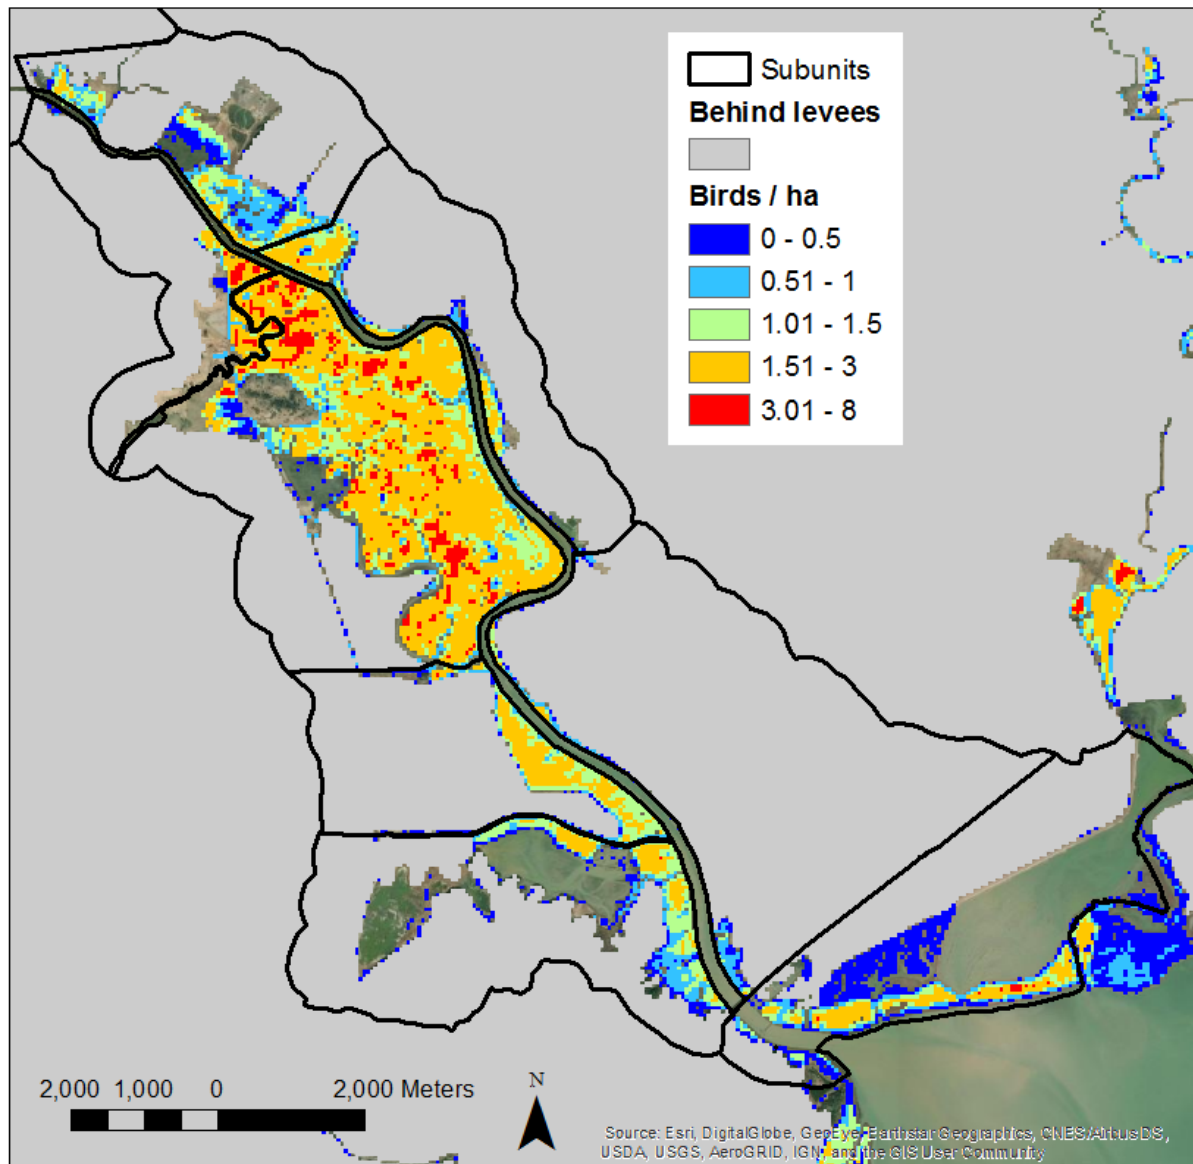 Subunits
Behind levees
Birds / ha
0 - 0.5
0.51 - 1
1.01 - 1.5
1.51 - 3
3.01 - 8
2,000 1,000 0 2,000 Meters
N
Source: Esri, DigitalGlobe, GeoEye, Earthstar Geographics, CNES/Airbus DS,
USDA, USGS, AeroGRID, IGN, and the GIS User Community